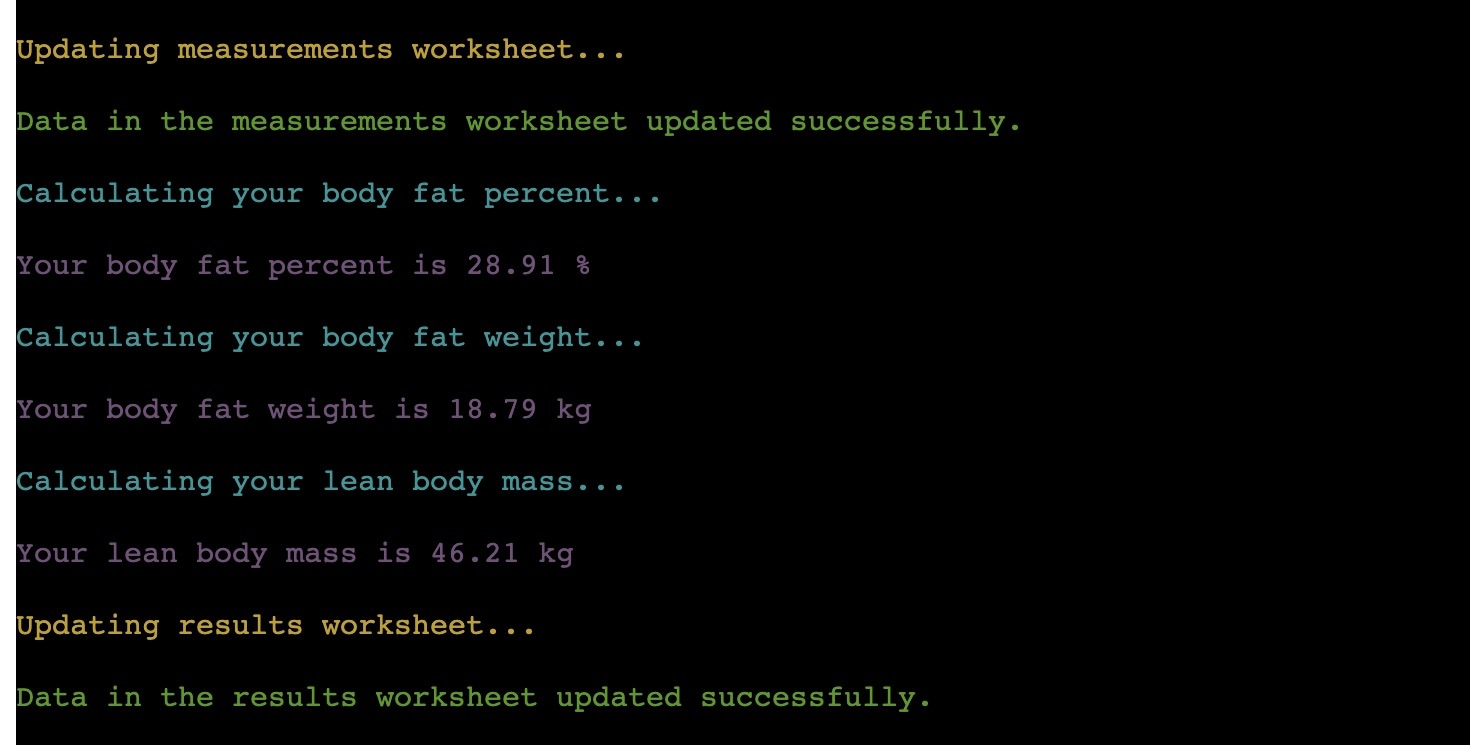 Updating measurements worksheet...
Data in the measurements worksheet updated successfully.
Calculating your body fat percent...
Your body fat percent is 28.91 %
Calculating your body fat weight...
Your body fat weight is 18.79 kg
Calculating your lean body mass...
Your lean body mass is 46.21 kg
Updating results worksheet...
Data in the results worksheet updated successfully.